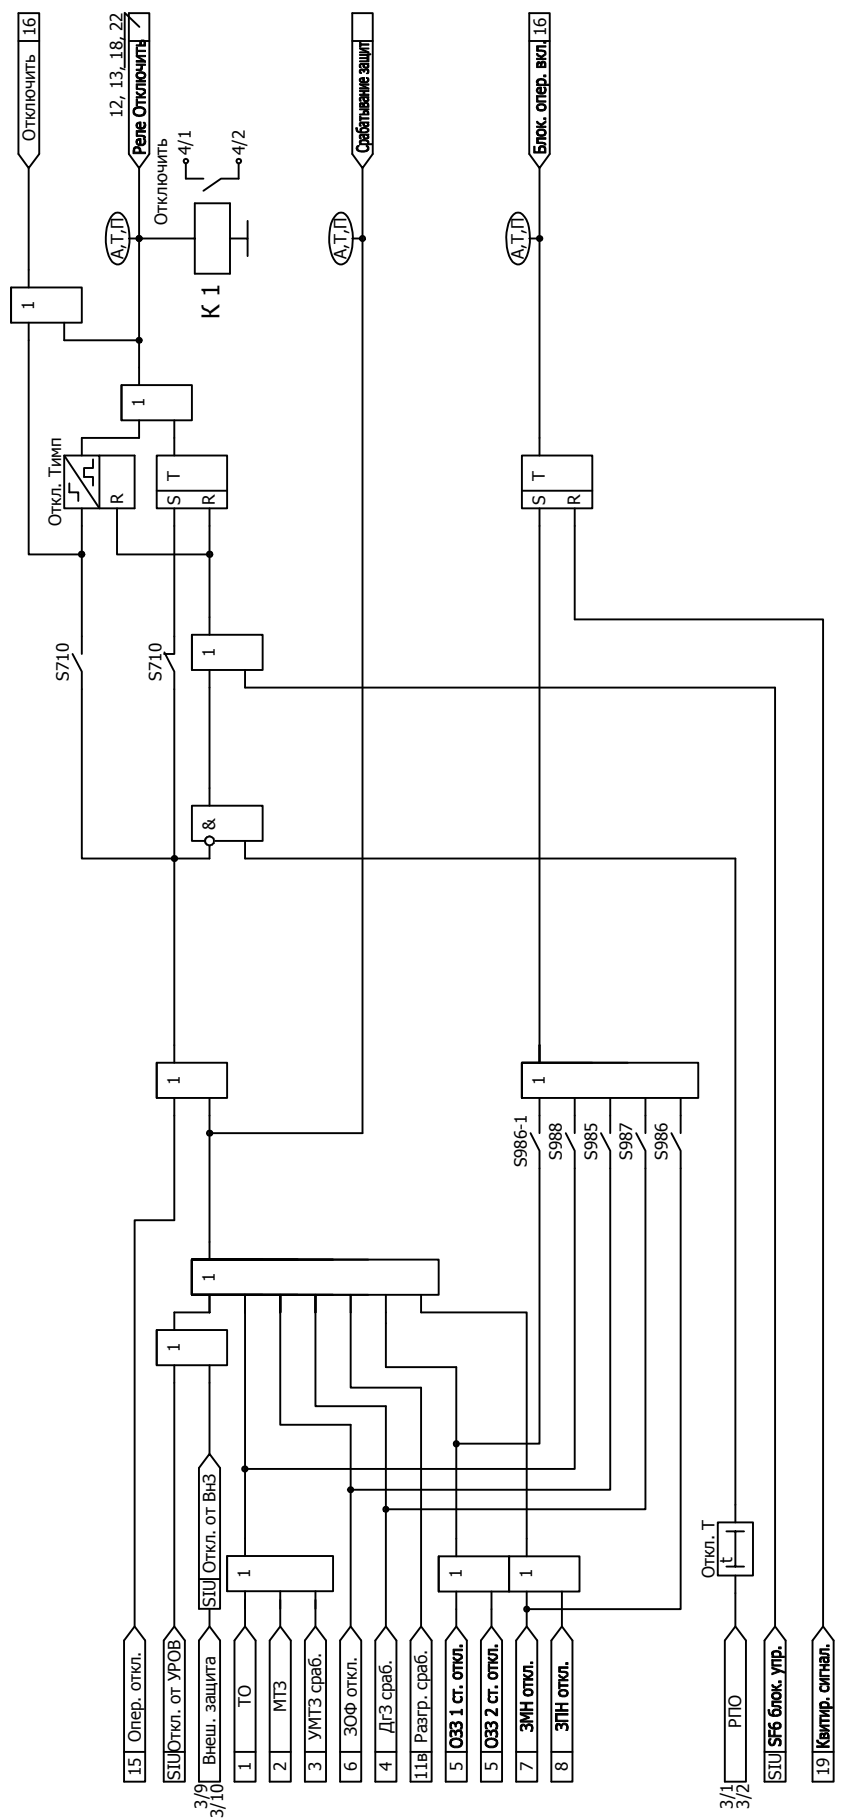 16 Отключить
12, 13, 18, 22
Реле Отключить
Срабатывание защит
16 Блок. опер. вкл.
А,Т,П
Отключить
4/1
4/2
К 1
А,Т,П
А,Т,П
1
1
Откл. Тимп
R
S T
R
S T
R
S710
S710
1
&
1
1
S986-1
S988
S985
S987
S986
1
1
1
1
1
Откл. Т
t
15 Опер. откл.
SIU Откл. от УРОВ
3/9
3/10
Внеш. защита
SIU Откл. от ВнЗ
1 ТО
2 МТЗ
3 УМТЗ сраб.
6 ЗОФ откл.
4 ДгЗ сраб.
11в Разгр. сраб.
5 ОЗЗ 1 ст. откл.
5 ОЗЗ 2 ст. откл.
7 ЗМН откл.
8 ЗПН откл.
3/1
3/2
РПО
SIU SF6 блок. упр.
19 Квитир. сигнал.